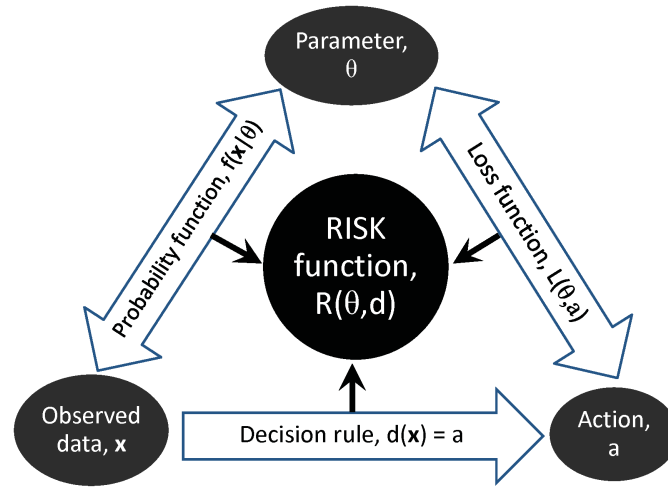 Parameter,
θ
Probability function, f(x|θ)
Loss function, L(θ,a)
RISK
function,
R(θ,d)
Observed
data, x
Decision rule, d(x) = a
Action,
a